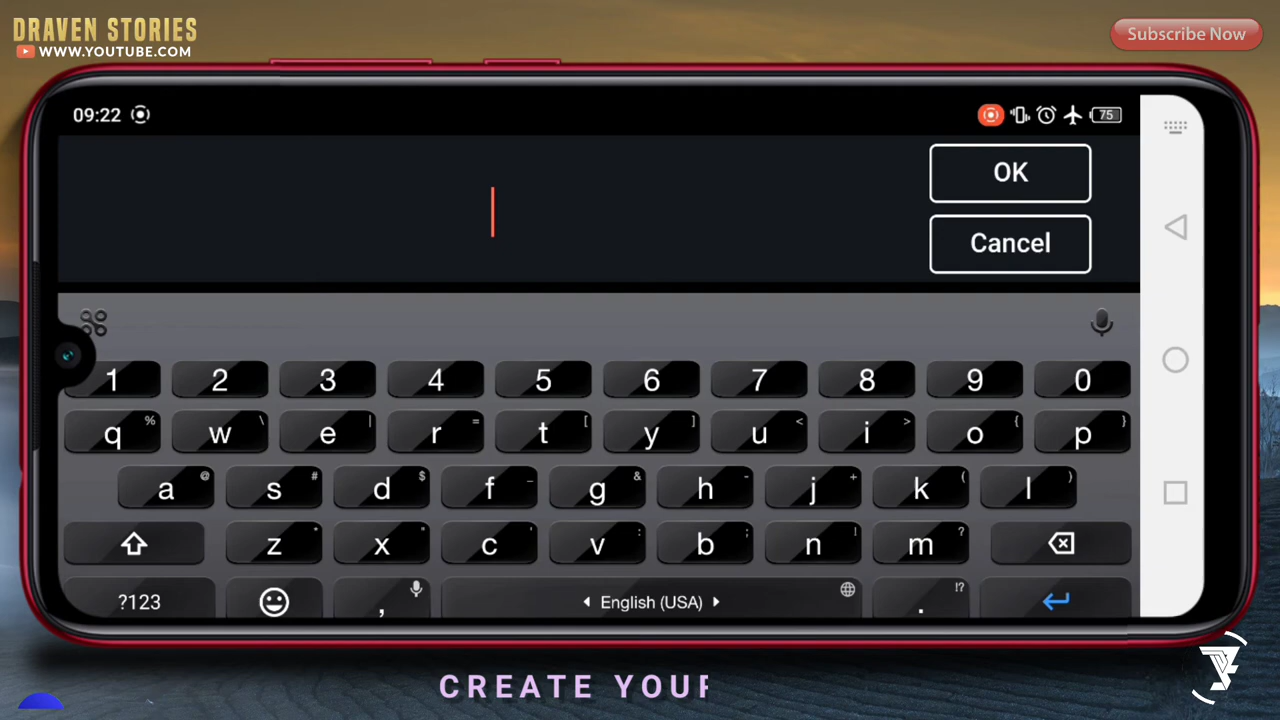 DRAVEN STORIES
WWW.YOUTUBE.COM
Subscribe Now
09:22
75
OK
Cancel
1 2 3 4 5 6 7 8 9 0
q % w \ e | r = t [ y ] u < i > o { p }
a @ s # d $ f _ g & h - j + k ( l )
z * x " c ' v : b ; n ! m ?
?123 , English (USA) . !?
CREATE YOUR